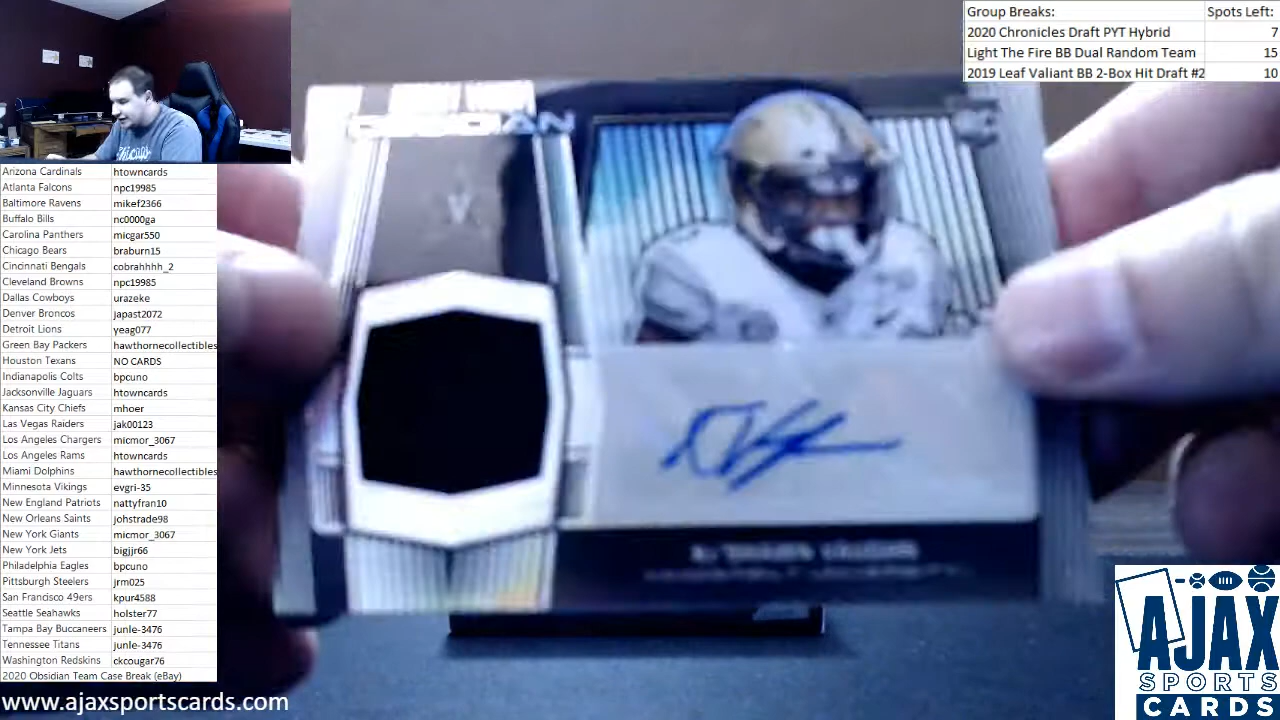 Group Breaks: Spots Left:
2020 Chronicles Draft PYT Hybrid 7
Light The Fire BB Dual Random Team 15
2019 Leaf Valiant BB 2-Box Hit Draft #2 10
Arizona Cardinals htowncards
Atlanta Falcons npc19985
Baltimore Ravens mikef2366
Buffalo Bills nc0000ga
Carolina Panthers micgar550
Chicago Bears braburn15
Cincinnati Bengals cobrahhhh_2
Cleveland Browns npc19985
Dallas Cowboys urazeke
Denver Broncos japast2072
Detroit Lions yeag077
Green Bay Packers hawthornecollectibles
Houston Texans NO CARDS
Indianapolis Colts bpcuno
Jacksonville Jaguars htowncards
Kansas City Chiefs mhoer
Las Vegas Raiders jak00123
Los Angeles Chargers micmor_3067
Los Angeles Rams htowncards
Miami Dolphins hawthornecollectibles
Minnesota Vikings evgri-35
New England Patriots nattyfran10
New Orleans Saints johstrade98
New York Giants micmor_3067
New York Jets bigjjr66
Philadelphia Eagles bpcuno
Pittsburgh Steelers jrm025
San Francisco 49ers kpur4588
Seattle Seahawks holster77
Tampa Bay Buccaneers junle-3476
Tennessee Titans junle-3476
Washington Redskins ckcougar76
2020 Obsidian Team Case Break (eBay)
www.ajaxsportscards.com
AJAX
SPORTS
CARDS